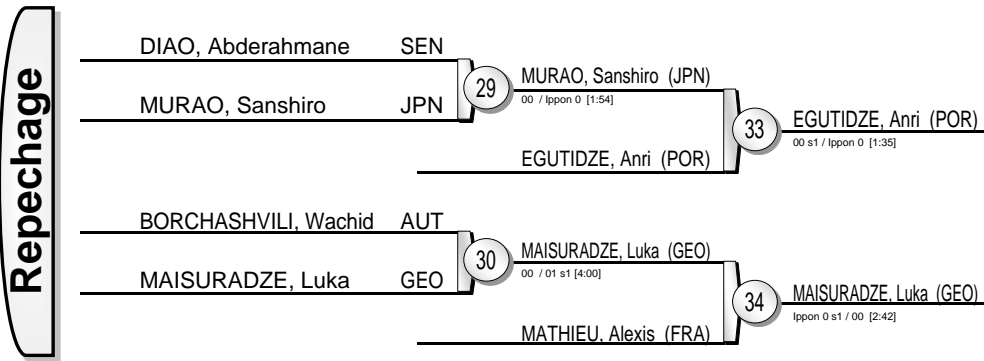 Repechage
DIAO, Abderahmane SEN
MURAO, Sanshiro JPN
29
MURAO, Sanshiro (JPN)
00 / Ippon 0 [1:54]
EGUTIDZE, Anri (POR)
33
EGUTIDZE, Anri (POR)
00 s1 / Ippon 0 [1:35]
BORCHASHVILI, Wachid AUT
MAISURADZE, Luka GEO
30
MAISURADZE, Luka (GEO)
00 / 01 s1 [4:00]
MATHIEU, Alexis (FRA)
34
MAISURADZE, Luka (GEO)
Ippon 0 s1 / 00 [2:42]